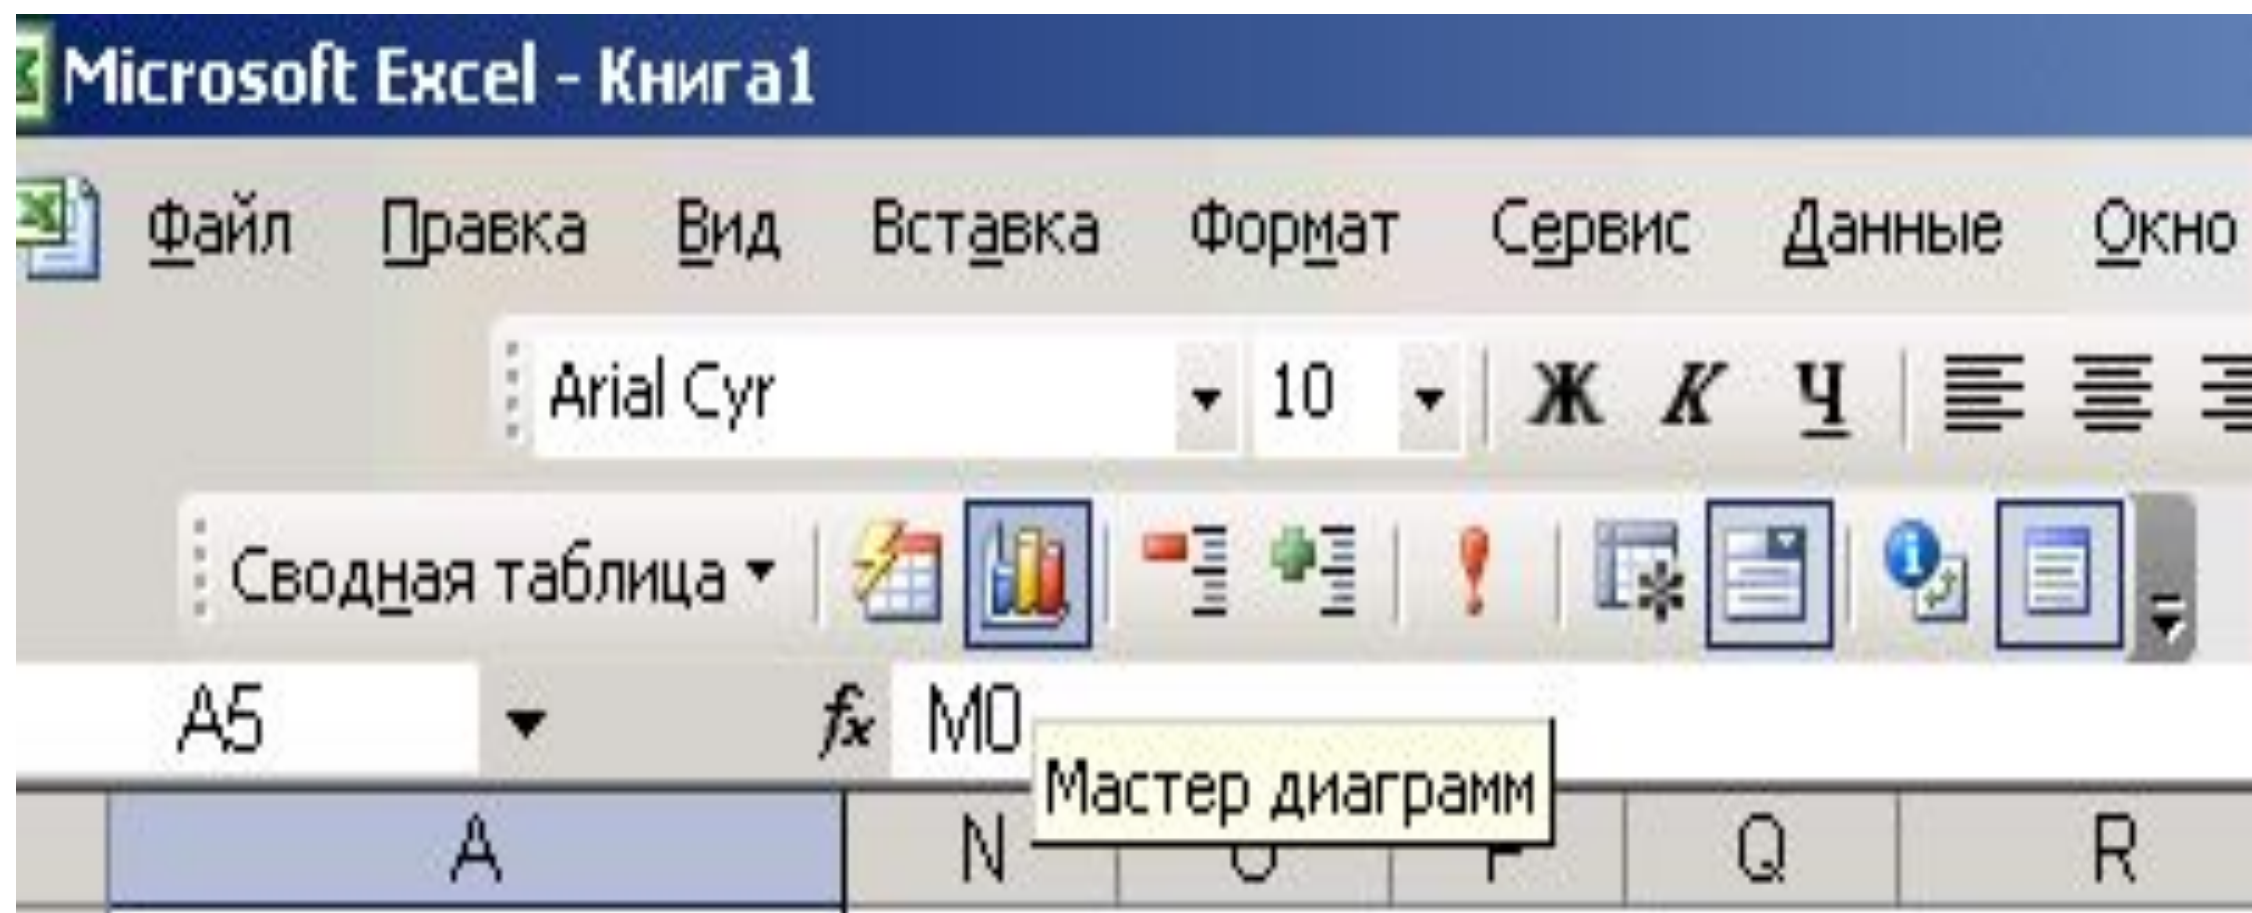 Microsoft Excel - Книга1
Файл Правка Вид Вставка Формат Сервис Данные Окно
Arial Cyr 10 Ж К Ч
Сводная таблица
A5 fx М0
Мастер диаграмм
A N O P Q R